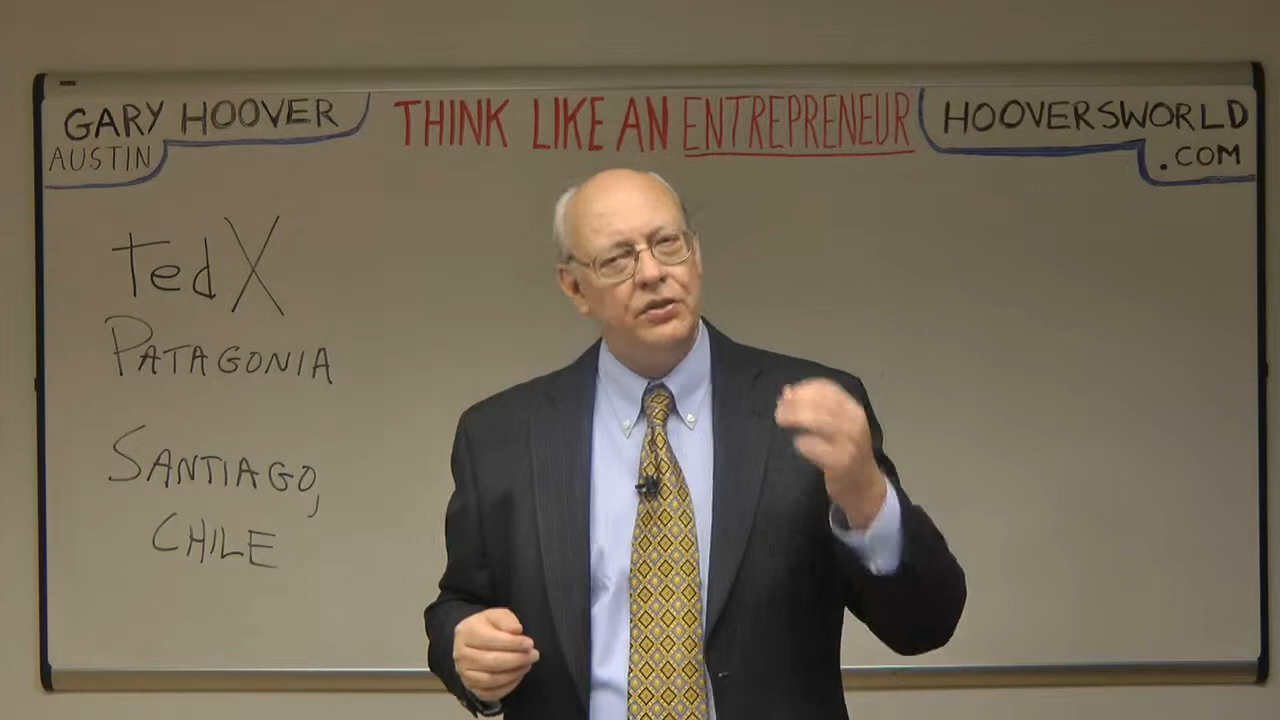 GARY HOOVER
AUSTIN
THINK LIKE AN ENTREPRENEUR
HOOVERSWORLD
.COM
TedX
PATAGONIA
SANTIAGO,
CHILE